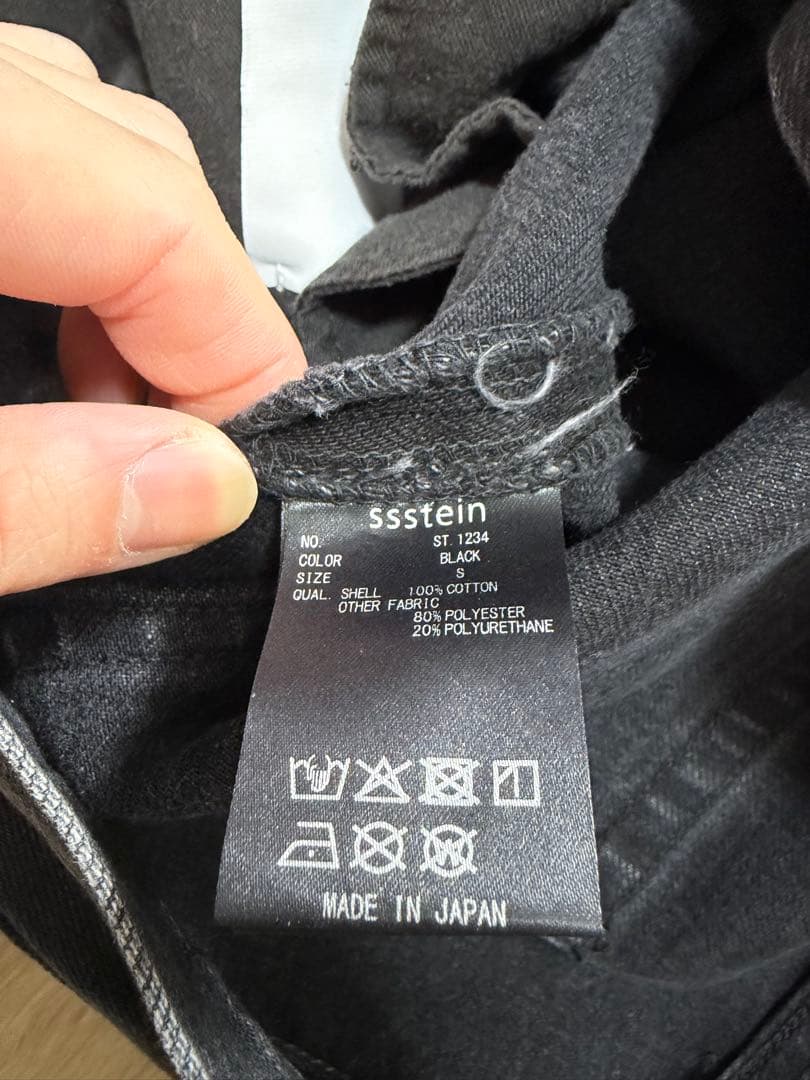 ssstein
NO. ST.1234
COLOR BLACK
SIZE S
QUAL. SHELL 100% COTTON
OTHER FABRIC
80% POLYESTER
20% POLYURETHANE
W
MADE IN JAPAN